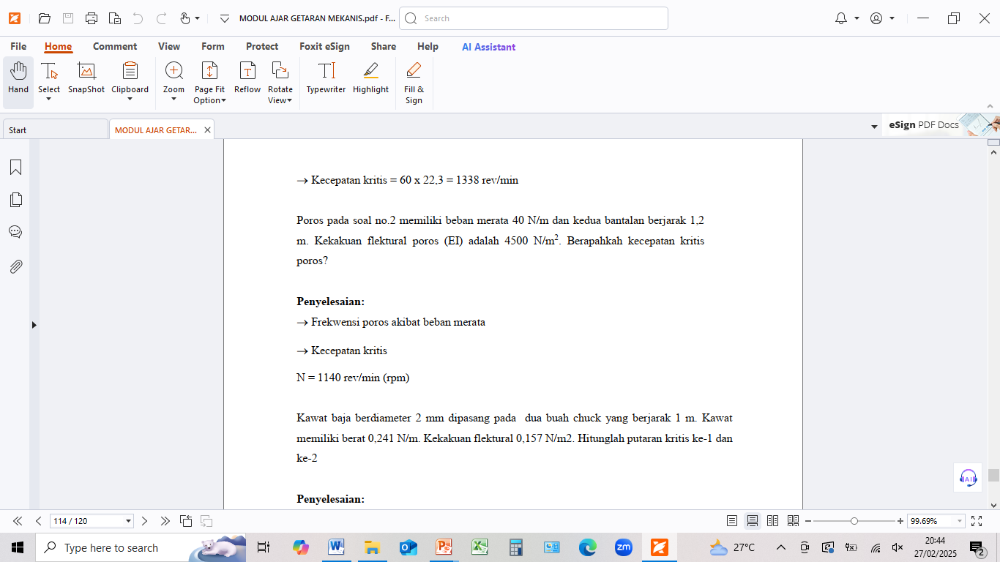 MODUL AJAR GETARAN MEKANIS.pdf - F...
Search
File Home Comment View Form Protect Foxit eSign Share Help AI Assistant
Hand Select SnapShot Clipboard Zoom Page Fit Option Reflow Rotate View Typewriter Highlight Fill & Sign
Start
MODUL AJAR GETAR...
eSign PDF Docs
→ Kecepatan kritis = 60 x 22,3 = 1338 rev/min
Poros pada soal no.2 memiliki beban merata 40 N/m dan kedua bantalan berjarak 1,2
m. Kekakuan flektural poros (EI) adalah 4500 N/m². Berapahkah kecepatan kritis
poros?
Penyelesaian:
→ Frekwensi poros akibat beban merata
→ Kecepatan kritis
N = 1140 rev/min (rpm)
Kawat baja berdiameter 2 mm dipasang pada dua buah chuck yang berjarak 1 m. Kawat
memiliki berat 0,241 N/m. Kekakuan flektural 0,157 N/m2. Hitunglah putaran kritis ke-1 dan
ke-2
Penyelesaian:
AI
114 / 120
99.69%
Type here to search
zm
27°C
20:44
27/02/2025
2